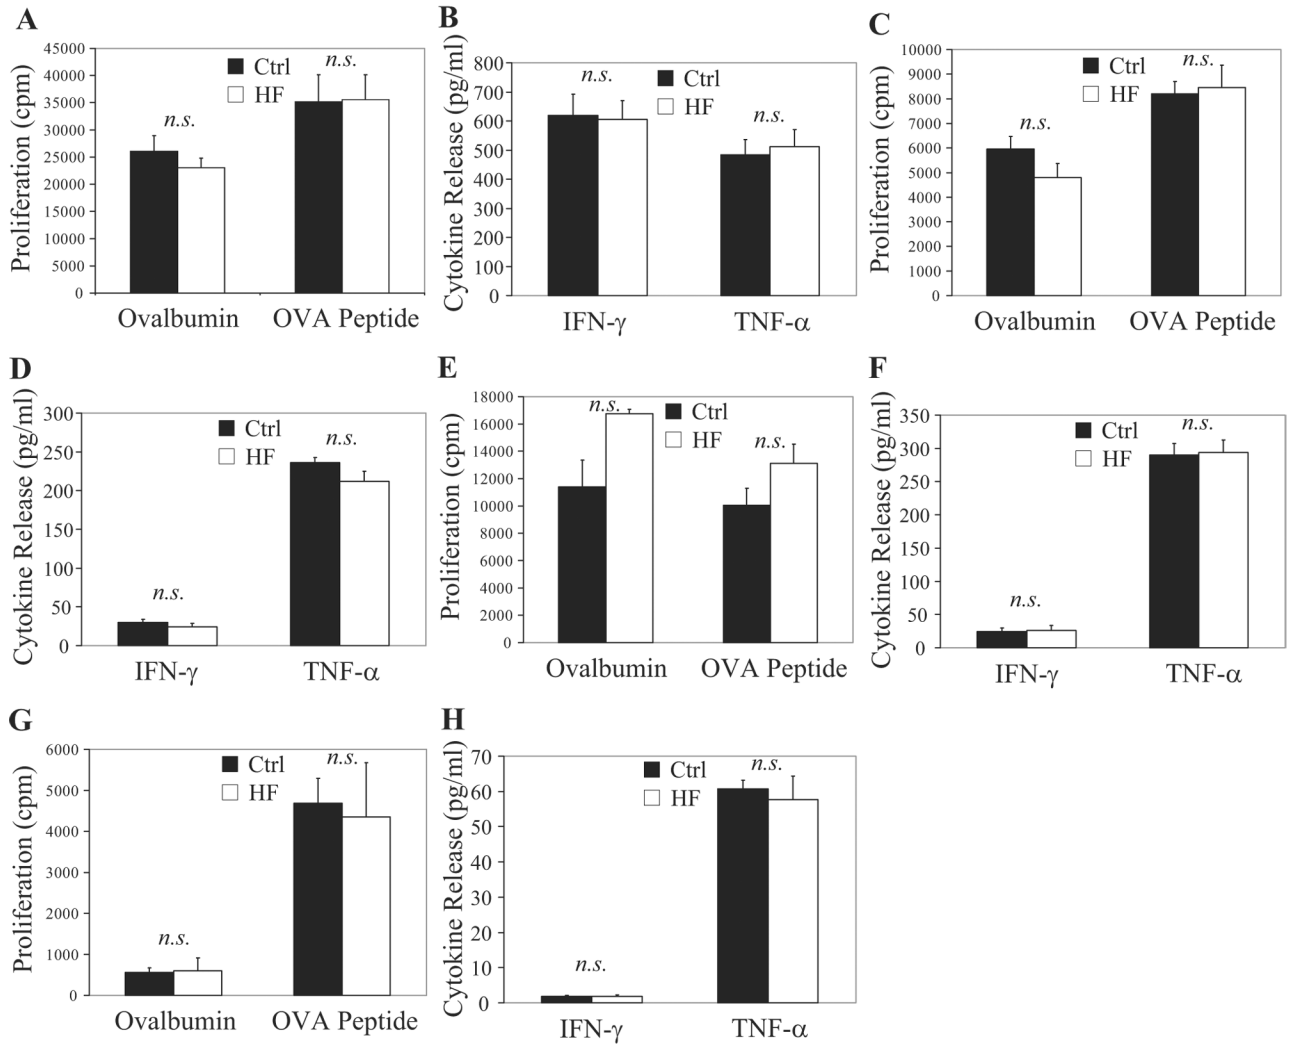 A
Proliferation (cpm)
45000
40000
35000
30000
25000
20000
15000
10000
5000
0
Ctrl
HF
n.s.
n.s.
Ovalbumin
OVA Peptide
B
Cytokine Release (pg/ml)
800
700
600
500
400
300
200
100
0
Ctrl
HF
n.s.
n.s.
IFN-γ
TNF-α
C
Proliferation (cpm)
10000
9000
8000
7000
6000
5000
4000
3000
2000
1000
0
Ctrl
HF
n.s.
n.s.
Ovalbumin
OVA Peptide
D
Cytokine Release (pg/ml)
300
250
200
150
100
50
0
Ctrl
HF
n.s.
n.s.
IFN-γ
TNF-α
E
Proliferation (cpm)
18000
16000
14000
12000
10000
8000
6000
4000
2000
0
Ctrl
HF
n.s.
n.s.
Ovalbumin
OVA Peptide
F
Cytokine Release (pg/ml)
350
300
250
200
150
100
50
0
Ctrl
HF
n.s.
n.s.
IFN-γ
TNF-α
G
Proliferation (cpm)
6000
5000
4000
3000
2000
1000
0
Ctrl
HF
n.s.
n.s.
Ovalbumin
OVA Peptide
H
Cytokine Release (pg/ml)
70
60
50
40
30
20
10
0
Ctrl
HF
n.s.
n.s.
IFN-γ
TNF-α